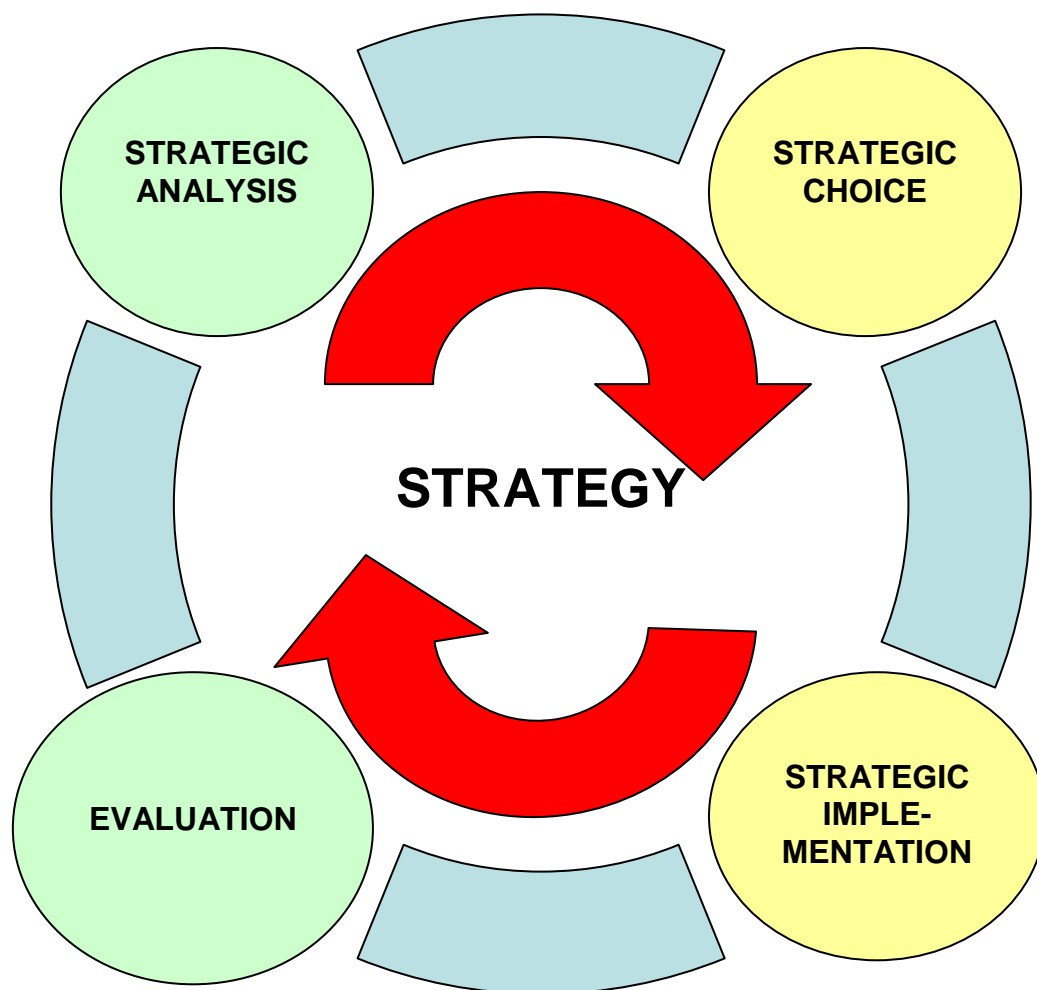 STRATEGIC
ANALYSIS
STRATEGIC
CHOICE
STRATEGY
EVALUATION
STRATEGIC
IMPLE-
MENTATION